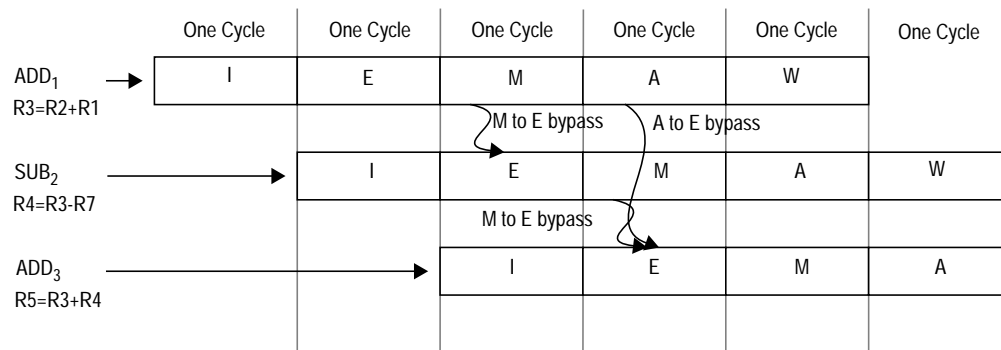 One Cycle One Cycle One Cycle One Cycle One Cycle One Cycle
ADD1 I E M A W
R3=R2+R1
M to E bypass A to E bypass
SUB2 I E M A W
R4=R3-R7
M to E bypass
ADD3 I E M A
R5=R3+R4